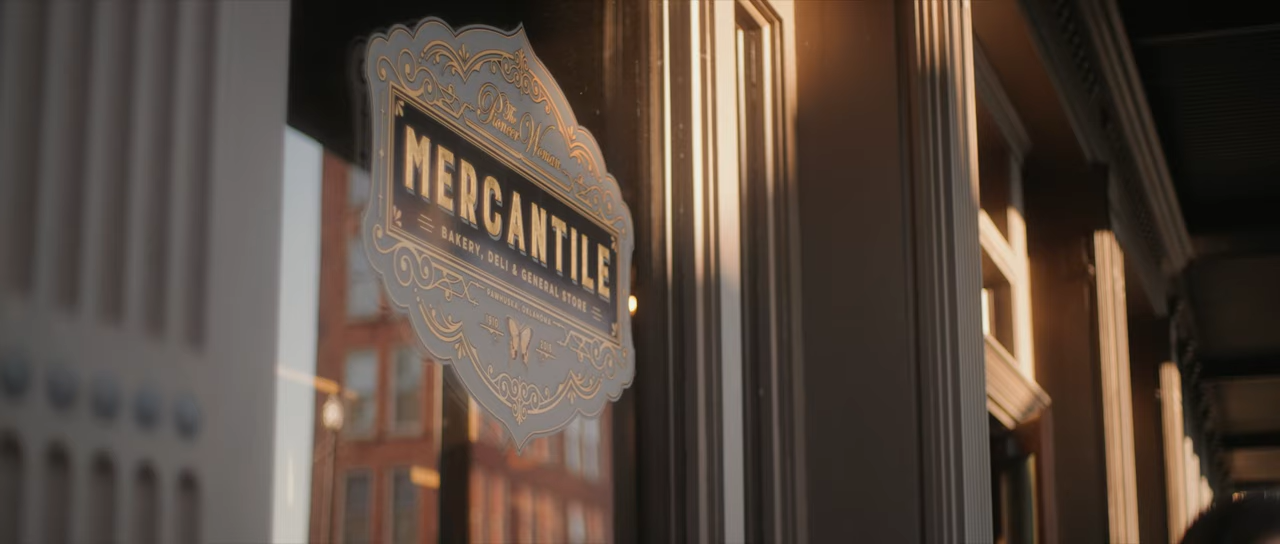 The
Pioneer Woman
MERCANTILE
BAKERY, DELI & GENERAL STORE
PAWHUSKA, OKLAHOMA